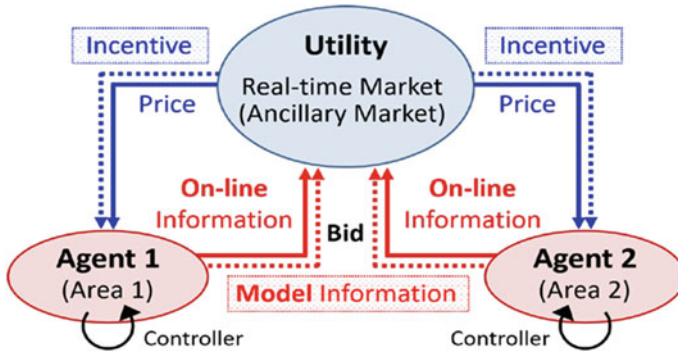 Incentive
Utility
Incentive
Real-time Market
(Ancillary Market)
Price
Price
On-line
Information
On-line
Information
Bid
Agent 1
(Area 1)
Agent 2
(Area 2)
Model Information
Controller
Controller